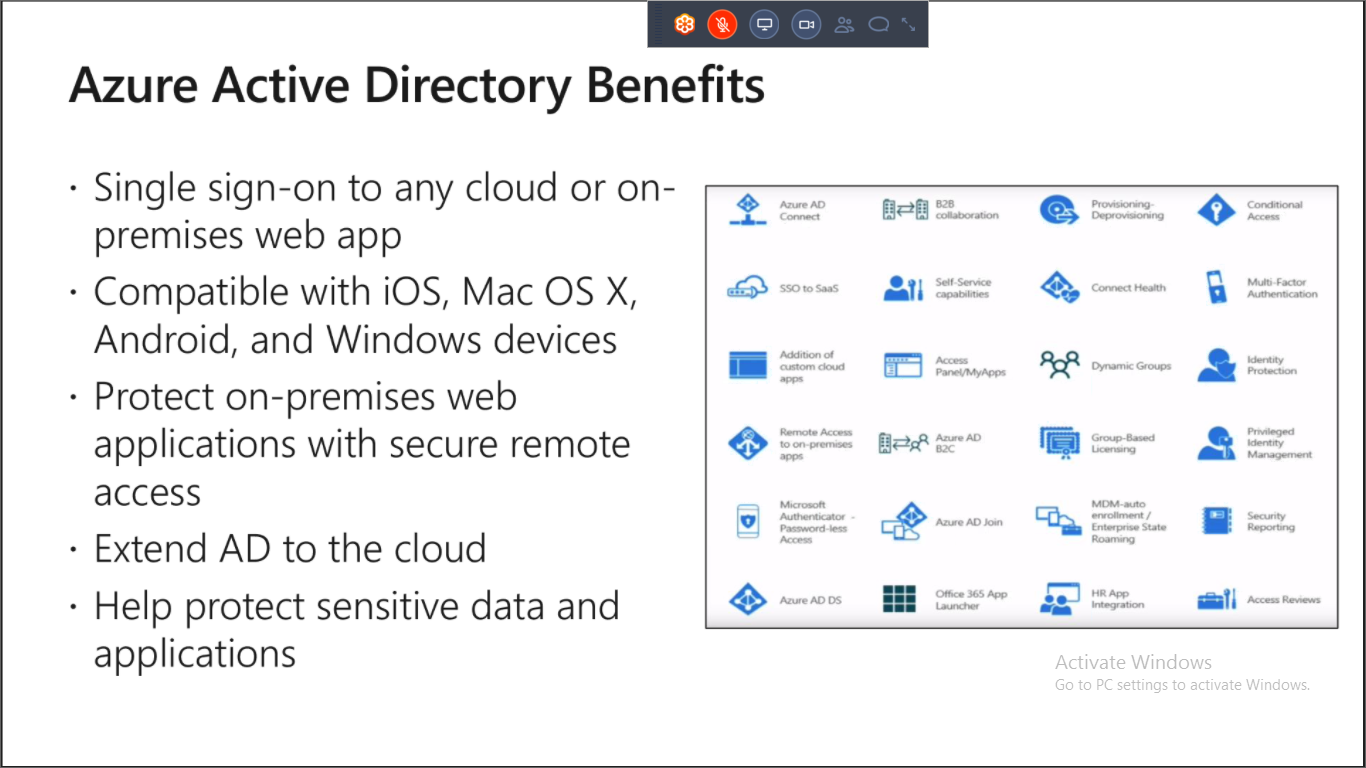 Azure Active Directory Benefits
• Single sign-on to any cloud or on-
premises web app
• Compatible with iOS, Mac OS X,
Android, and Windows devices
• Protect on-premises web
applications with secure remote
access
• Extend AD to the cloud
• Help protect sensitive data and
applications
Azure AD
Connect
B2B
collaboration
Provisioning-
Deprovisioning
Conditional
Access
SSO to SaaS
Self-Service
capabilities
Connect Health
Multi-Factor
Authentication
Addition of
custom cloud
apps
Access
Panel/MyApps
Dynamic Groups
Identity
Protection
Remote Access
to on-premises
apps
Azure AD
B2C
Group-Based
Licensing
Privileged
Identity
Management
Microsoft
Authenticator -
Password-less
Access
Azure AD Join
MDM-auto
enrollment /
Enterprise State
Roaming
Security
Reporting
Azure AD DS
Office 365 App
Launcher
HR App
Integration
Access Reviews
Activate Windows
Go to PC settings to activate Windows.